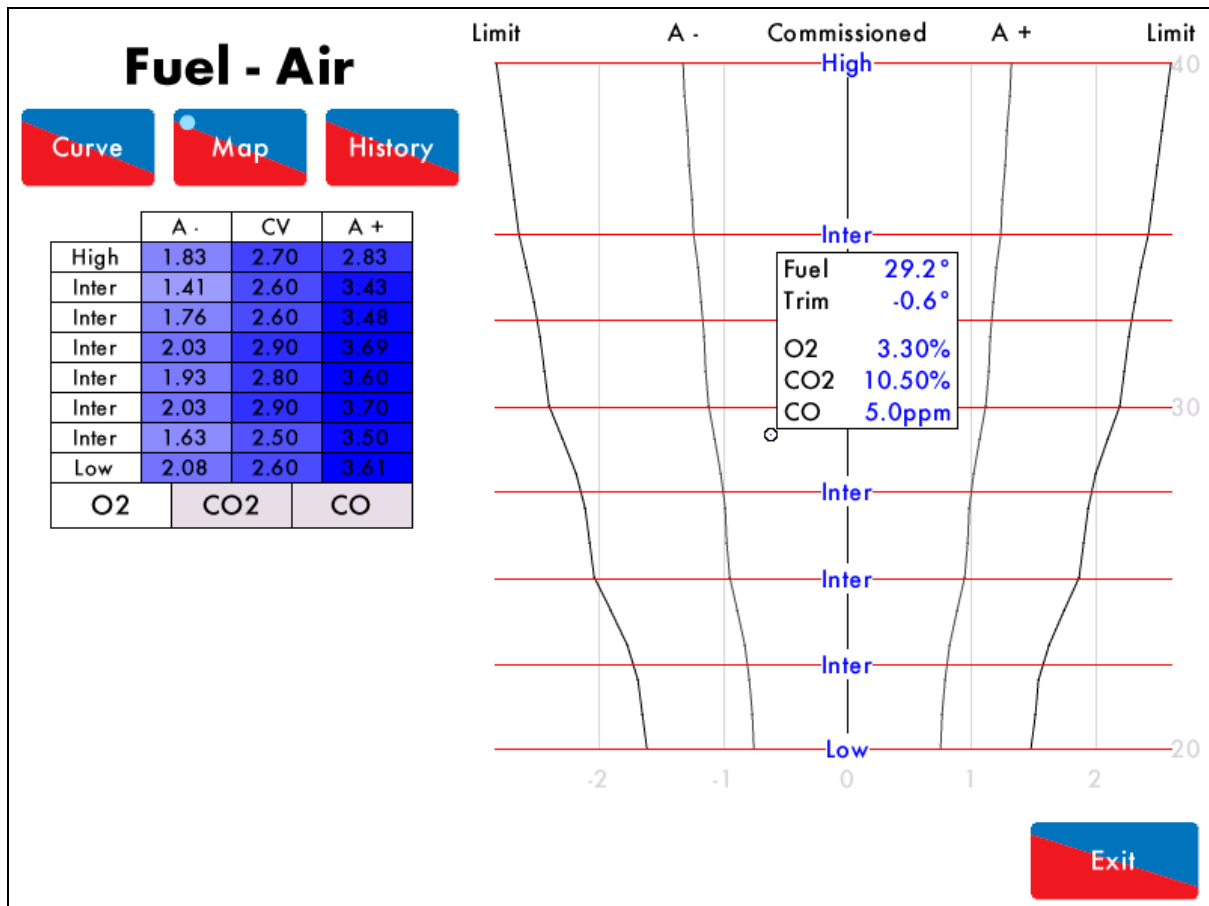 Fuel - Air
Curve
Map
History
A - CV A +
High 1.83 2.70 2.83
Inter 1.41 2.60 3.43
Inter 1.76 2.60 3.48
Inter 2.03 2.90 3.69
Inter 1.93 2.80 3.60
Inter 2.03 2.90 3.70
Inter 1.63 2.50 3.50
Low 2.08 2.60 3.61
O2 CO2 CO
Limit A - Commissioned A + Limit
High 40
Inter
Fuel 29.2°
Trim -0.6°
O2 3.30%
CO2 10.50%
CO 5.0ppm
30
Inter
Inter
Inter
Low 20
-2 -1 0 1 2
Exit